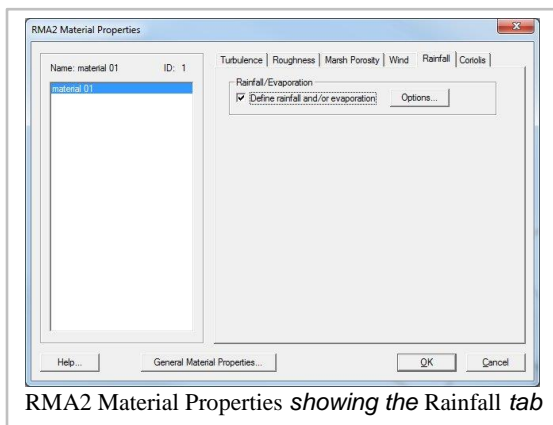 RMA2 Material Properties
Name: material 01 ID: 1
material 01
Turbulence Roughness Marsh Porosity Wind Rainfall Coriolis
Rainfall/Evaporation
Define rainfall and/or evaporation Options...
Help... General Material Properties... OK Cancel
RMA2 Material Properties showing the Rainfall tab